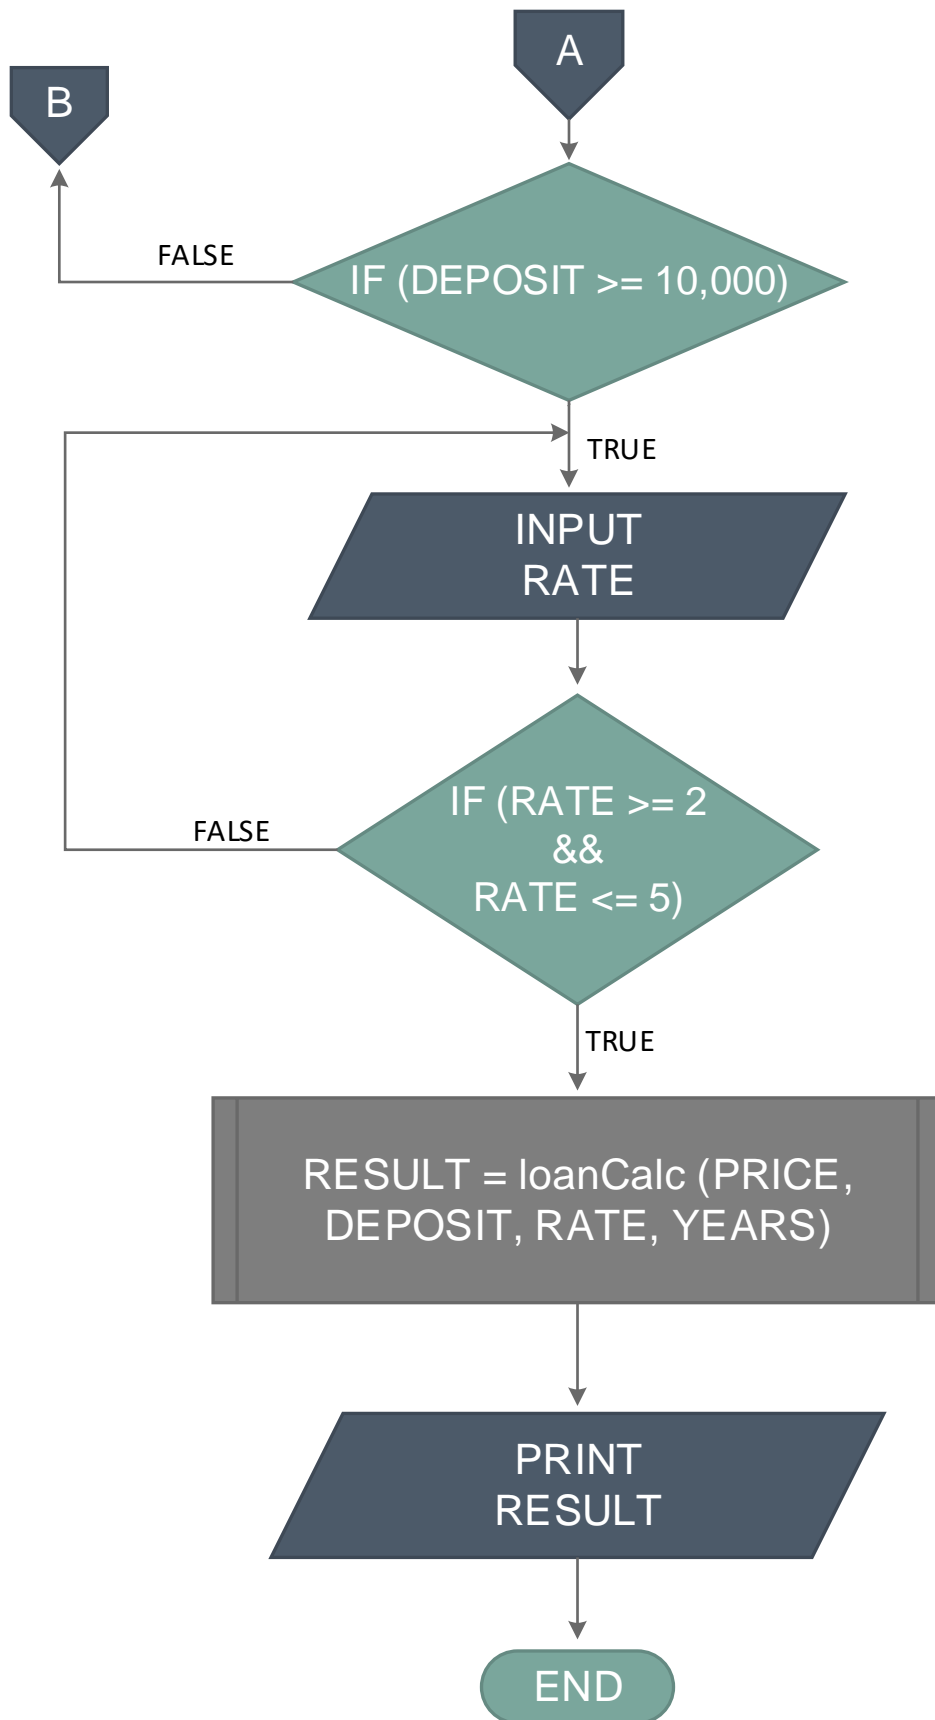 A
B
FALSE
IF (DEPOSIT >= 10,000)
TRUE
INPUT
RATE
IF (RATE >= 2
&&
RATE <= 5)
FALSE
TRUE
RESULT = loanCalc (PRICE,
DEPOSIT, RATE, YEARS)
PRINT
RESULT
END